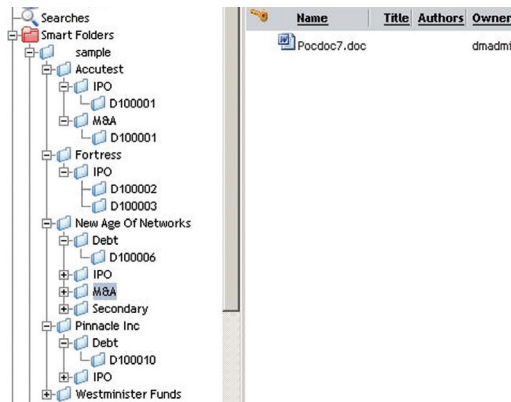 Searches
Smart Folders
sample
Accutest
IPO
D100001
M&A
D100001
Fortress
IPO
D100002
D100003
New Age Of Networks
Debt
D100006
IPO
M&A
Secondary
Pinnacle Inc
Debt
D100010
IPO
Westminister Funds
Name Title Authors Owner
Pocdoc7.doc dmadmi